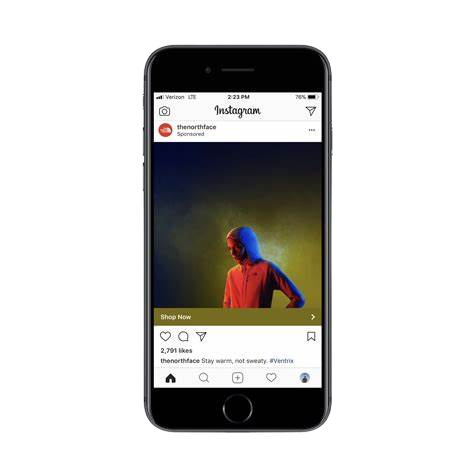 Verizon LTE 2:23 PM 76%
Instagram
thenorthface
Sponsored
Shop Now
2,791 likes
thenorthface Stay warm, not sweaty. #Ventrix